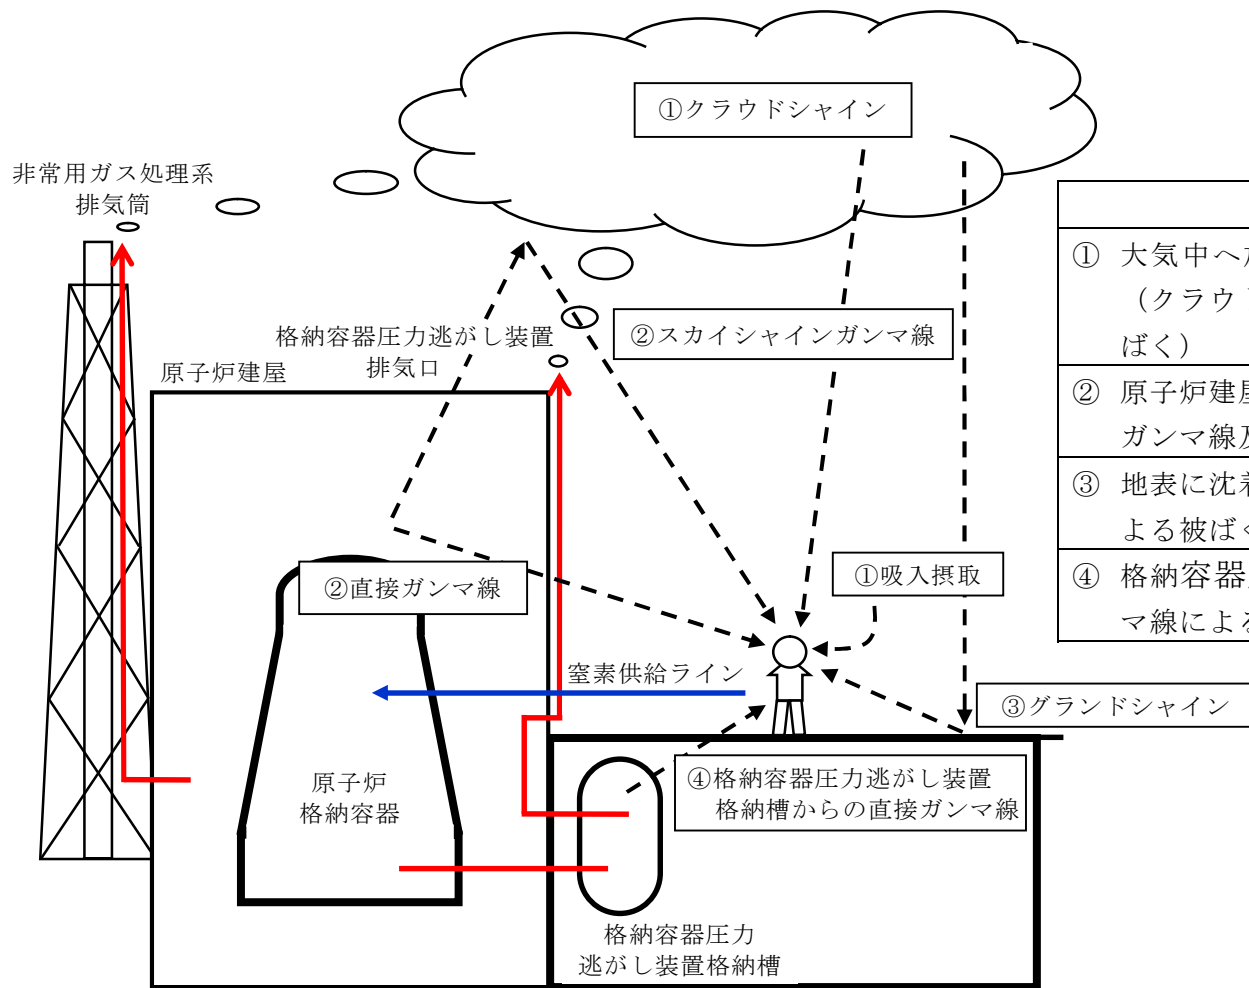 ①クラウドシャイン
非常用ガス処理系
排気筒
②スカイシャインガンマ線
格納容器圧力逃がし装置
排気口
原子炉建屋
②直接ガンマ線
①吸入摂取
窒素供給ライン
③グランドシャイン
④格納容器圧力逃がし装置
格納槽からの直接ガンマ線
原子炉
格納容器
格納容器圧力
逃がし装置格納槽
① 大気中へ
（クラウ
ばく）
② 原子炉建屋
ガンマ線及
③ 地表に沈着
よる被ばく
④ 格納容器
マ線による